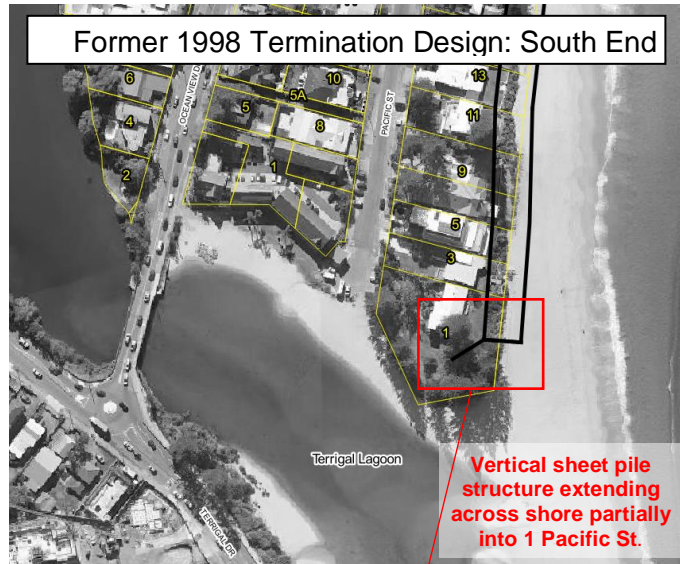 Former 1998 Termination Design: South End
6
OCEAN VIEW D
10
13
5A
5
8
PACIFIC ST
11
4
1
9
2
5
3
1
Terrigal Lagoon
Vertical sheet pile
structure extending
across shore partially
into 1 Pacific St.
TERRIGAL DR